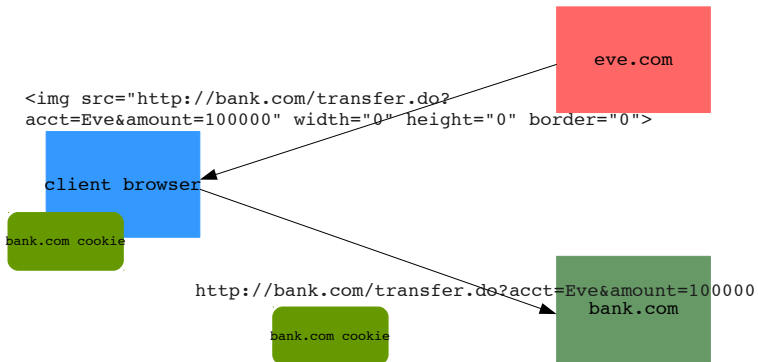 eve.com
<img src="http://bank.com/transfer.do?
acct=Eve&amount=100000" width="0" height="0" border="0">
client browser
bank.com cookie
http://bank.com/transfer.do?acct=Eve&amount=100000
bank.com
bank.com cookie